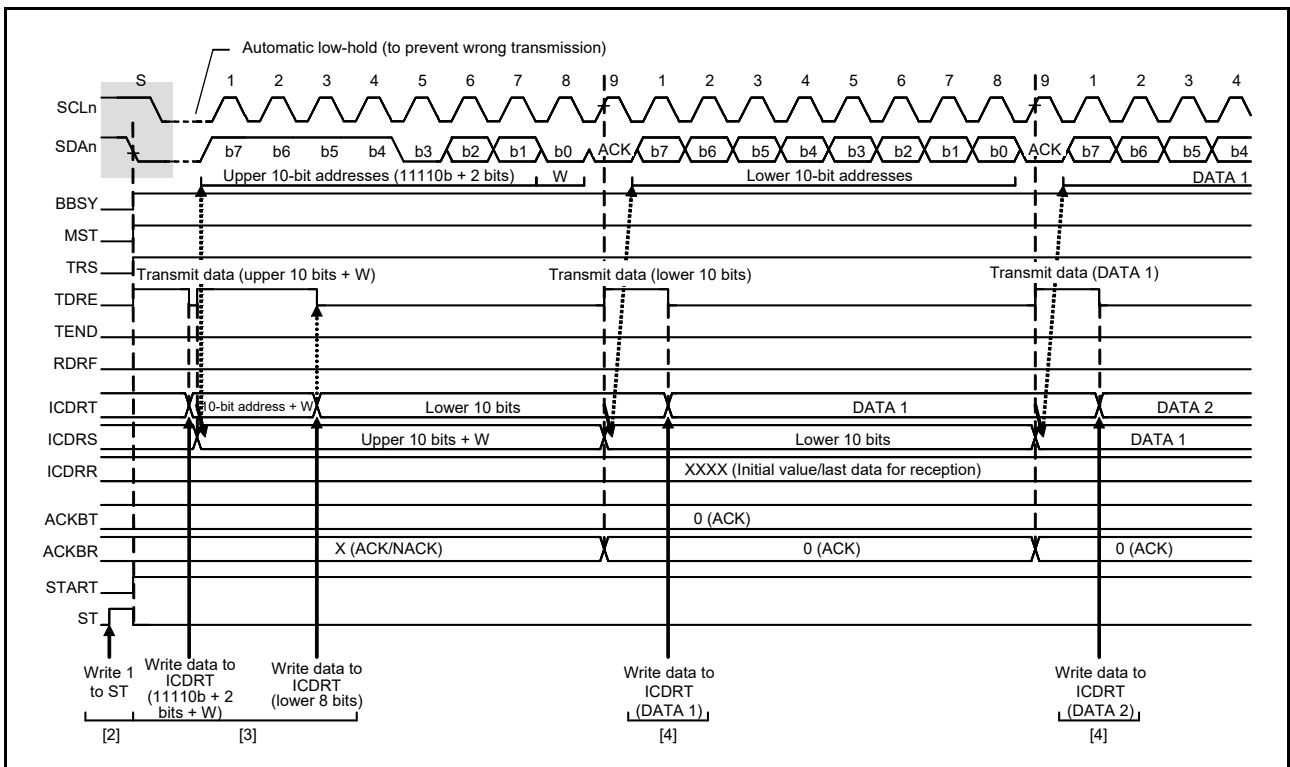 Automatic low-hold (to prevent wrong transmission)
S 1 2 3 4 5 6 7 8 9 1 2 3 4 5 6 7 8 9 1 2 3 4
SCLn
SDAn b7 b6 b5 b4 b3 b2 b1 b0 ACK b7 b6 b5 b4 b3 b2 b1 b0 ACK b7 b6 b5 b4
Upper 10-bit addresses (11110b + 2 bits) W Lower 10-bit addresses DATA 1
BBSY
MST
TRS
Transmit data (upper 10 bits + W) Transmit data (lower 10 bits) Transmit data (DATA 1)
TDRE
TEND
RDRF
ICDRT 10-bit address + W Lower 10 bits DATA 1 DATA 2
ICDRS Upper 10 bits + W Lower 10 bits DATA 1
ICDRR XXXX (Initial value/last data for reception)
ACKBT 0 (ACK)
ACKBR X (ACK/NACK) 0 (ACK) 0 (ACK)
START
ST
Write 1
to ST
Write data to
ICDRT
(11110b + 2
bits + W)
Write data to
ICDRT
(lower 8 bits)
Write data to
ICDRT
(DATA 1)
Write data to
ICDRT
(DATA 2)
[2] [3] [4] [4]